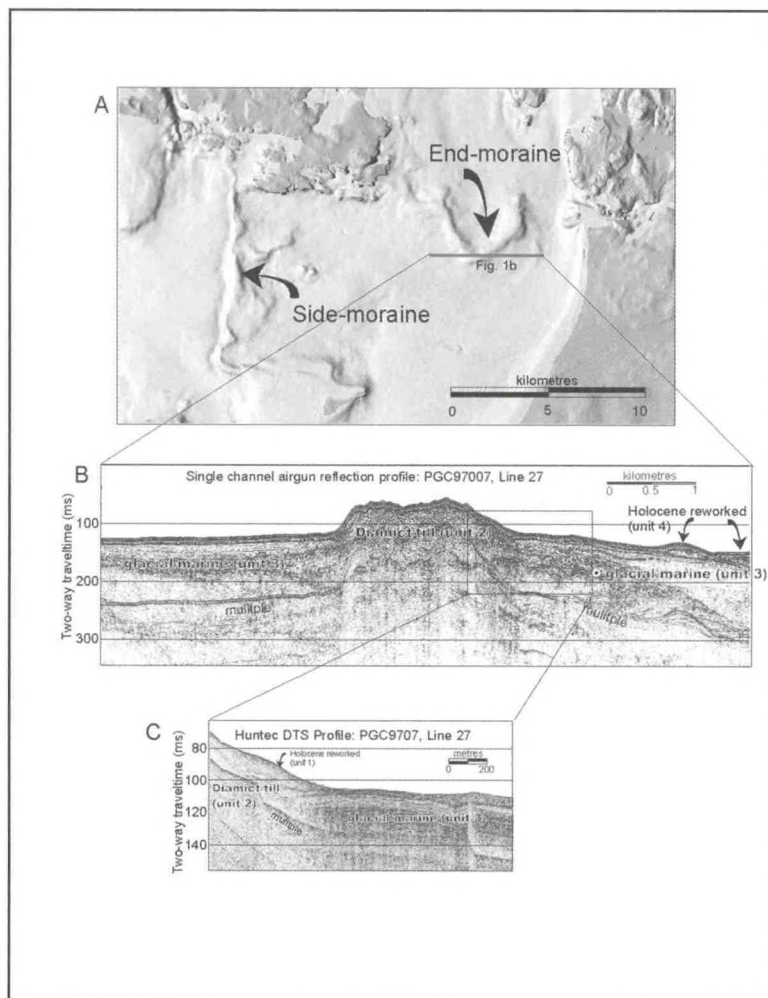 A
End-moraine
Fig. 1b
Side-moraine
kilometres
0 5 10
B
Single channel airgun reflection profile: PGC97007, Line 27
kilometres
0 0.5 1
Holocene reworked
(unit 4)
Two-way traveltime (ms)
100
200
300
Diamict till (unit 2)
glacial marine (unit 3)
glacial marine (unit 3)
mulitple
mulitple
C
Huntec DTS Profile: PGC9707, Line 27
Two-way traveltime (ms)
80
100
120
140
Holocene reworked
(unit 1)
metres
0 200
Diamict till
(unit 2)
mulitple
glacial marine (unit 3)